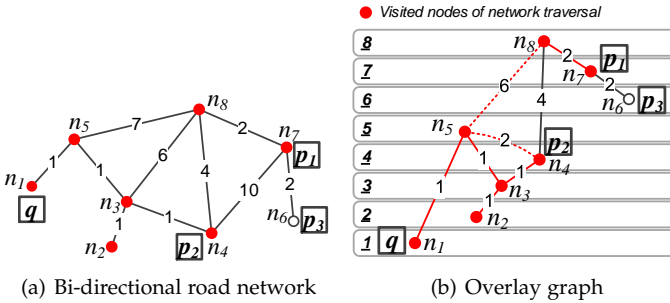 Visited nodes of network traversal
n8
2
n7
p1
7
n5
1
n1
q
1
6
4
10
2
n3
1
n2
1
p2
n4
n6
p3
8
7
6
5
4
3
2
1
n8
2
n7
p1
2
n6
p3
6
4
n5
2
p2
n4
1
1
1
n3
1
n2
q
n1
(a) Bi-directional road network
(b) Overlay graph